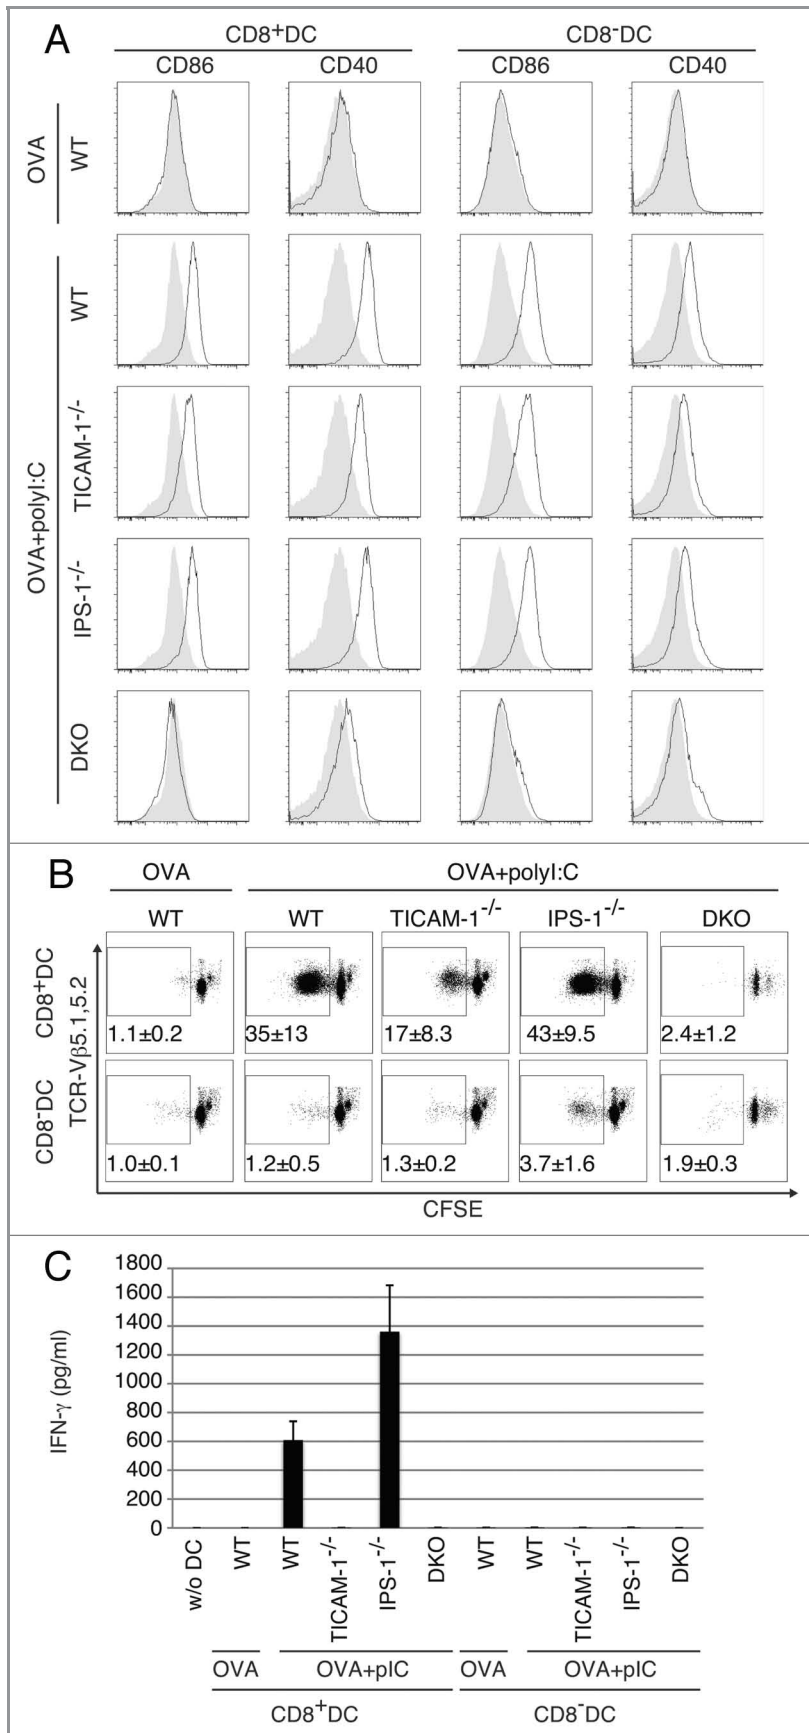 A
CD8+DC CD8-DC
CD86 CD40 CD86 CD40
OVA WT
OVA+polyI:C
WT
TICAM-1-/-
IPS-1-/-
DKO
B
OVA OVA+polyI:C
WT WT TICAM-1-/- IPS-1-/- DKO
TCR-Vβ5.1,5.2
CD8+DC
1.1±0.2 35±13 17±8.3 43±9.5 2.4±1.2
CD8-DC
1.0±0.1 1.2±0.5 1.3±0.2 3.7±1.6 1.9±0.3
CFSE
C
IFN-γ (pg/ml)
1800
1600
1400
1200
1000
800
600
400
200
0
w/o DC WT WT TICAM-1-/- IPS-1-/- DKO WT WT TICAM-1-/- IPS-1-/- DKO
OVA OVA+pIC OVA OVA+pIC
CD8+DC CD8-DC